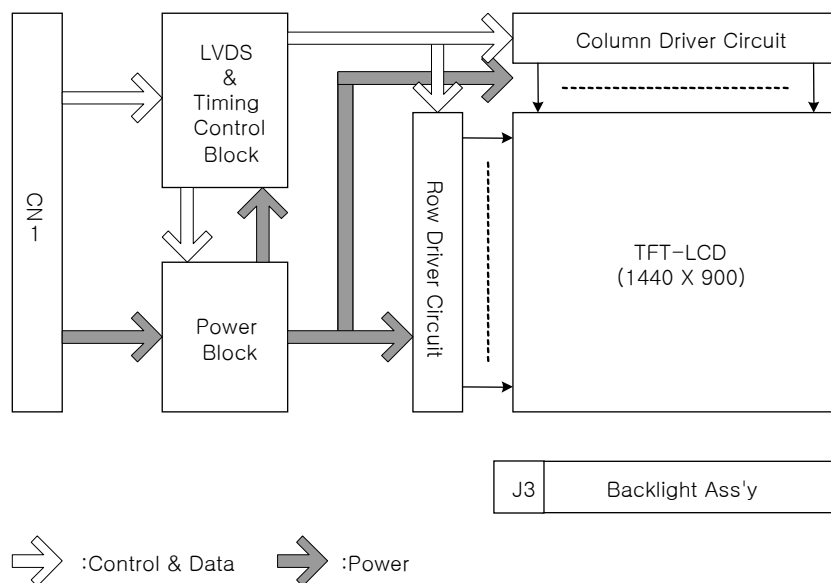 LVDS
&
Timing
Control
Block
Column Driver Circuit
CN-1
Row Driver Circuit
TFT-LCD
(1440 X 900)
Power
Block
J3
Backlight Ass'y
:Control & Data
:Power